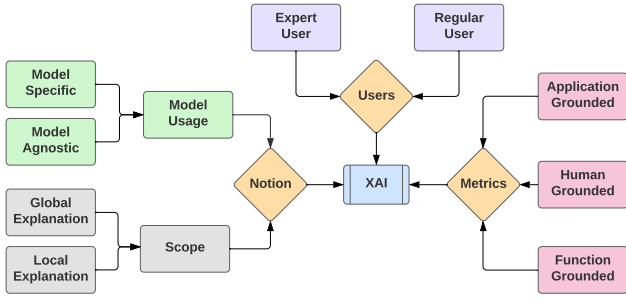 Expert
User
Regular
User
Model
Specific
Model
Agnostic
Model
Usage
Users
Application
Grounded
Notion
XAI
Metrics
Human
Grounded
Global
Explanation
Local
Explanation
Scope
Function
Grounded